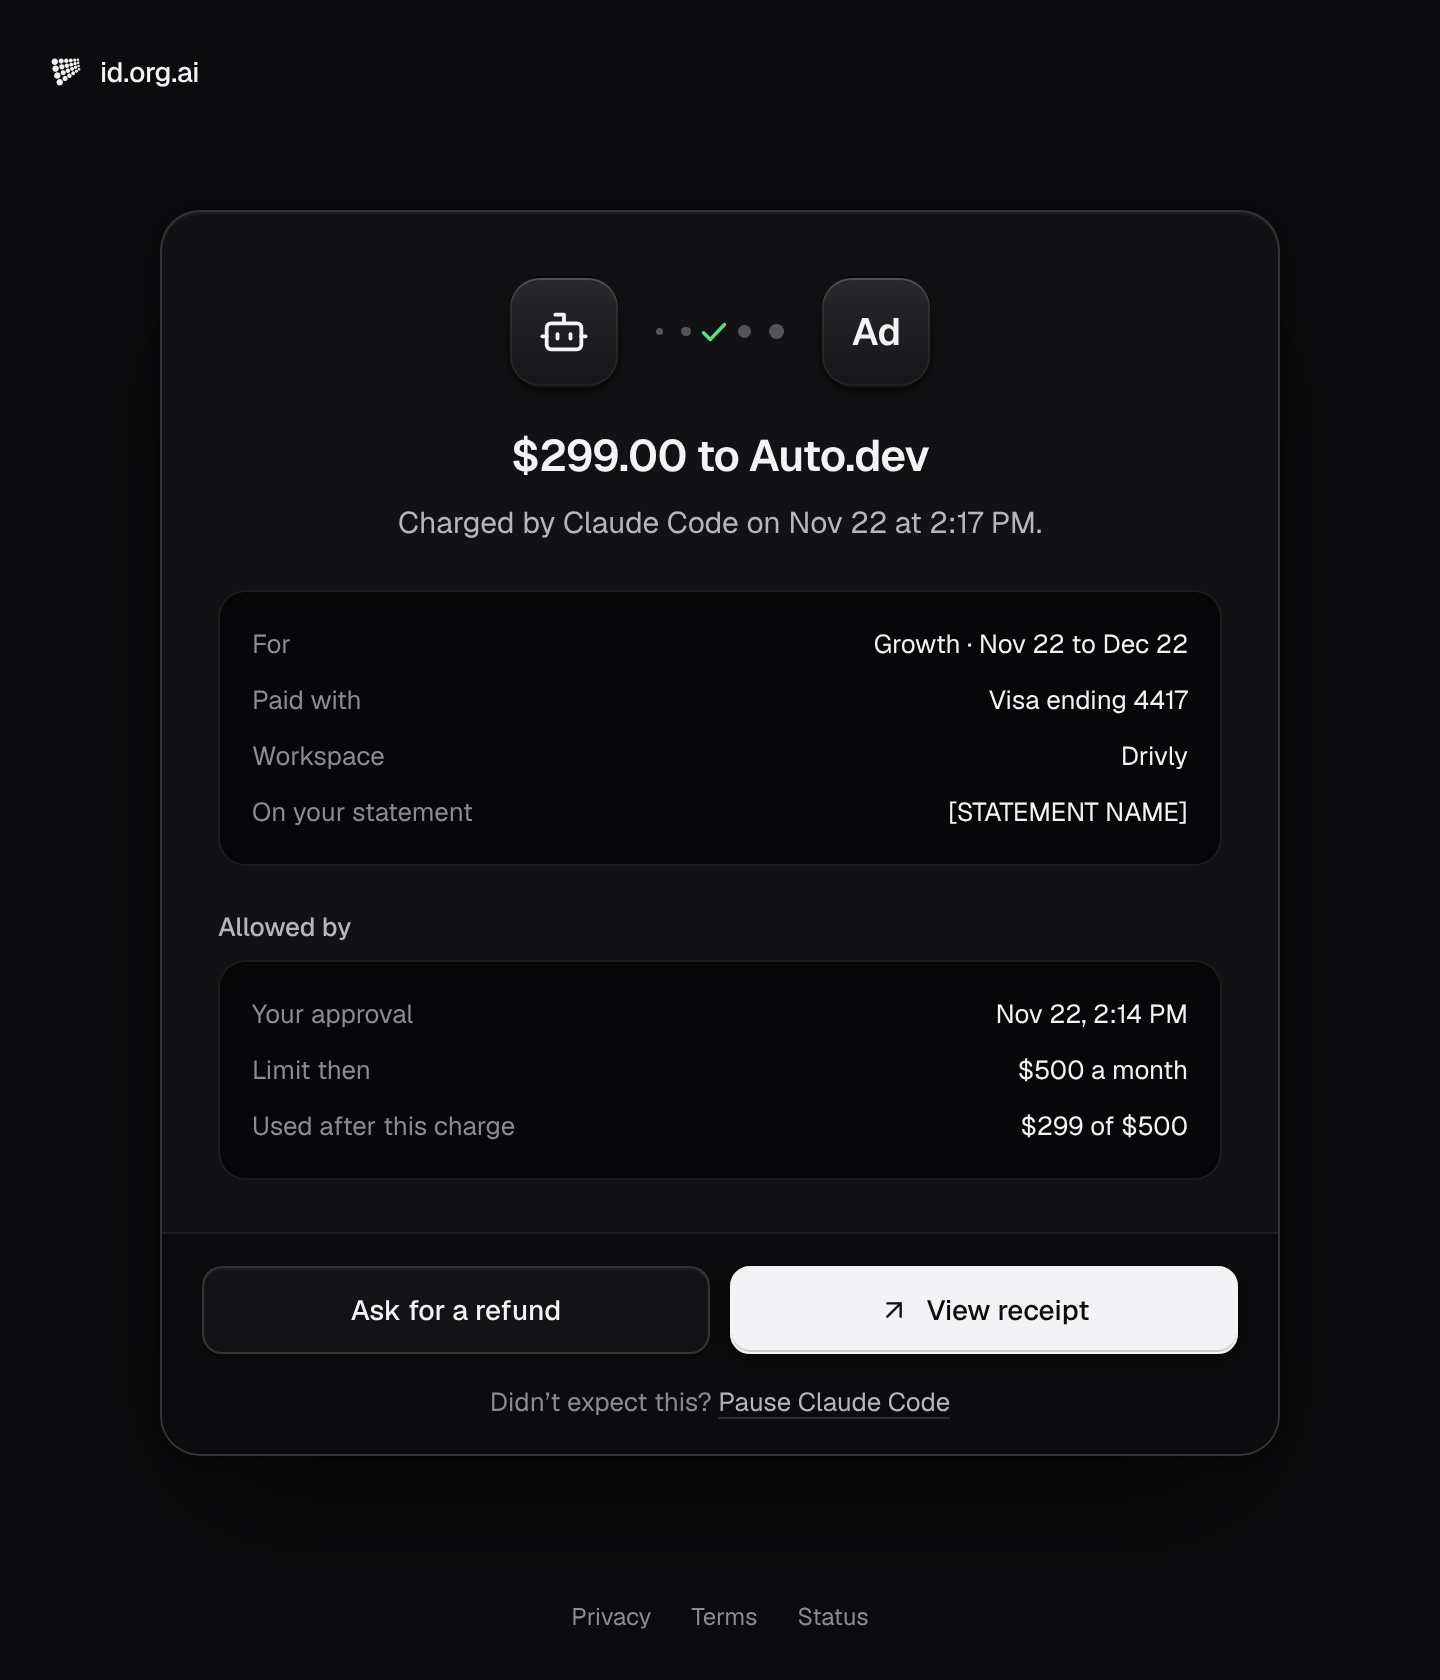 id.org.ai
Ad
$299.00 to Auto.dev
Charged by Claude Code on Nov 22 at 2:17 PM.
For Growth · Nov 22 to Dec 22
Paid with Visa ending 4417
Workspace Drivly
On your statement [STATEMENT NAME]
Allowed by
Your approval Nov 22, 2:14 PM
Limit then $500 a month
Used after this charge $299 of $500
Ask for a refund View receipt
Didn’t expect this? Pause Claude Code
Privacy Terms Status